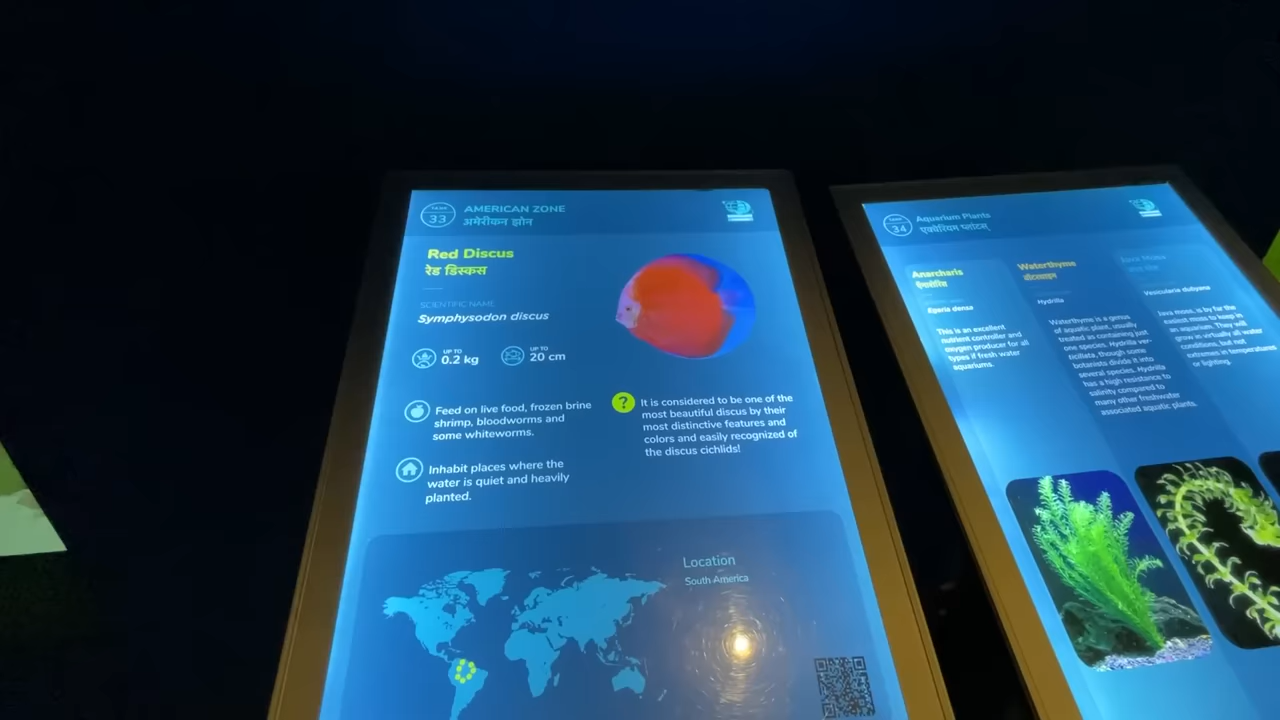 TANK
33
AMERICAN ZONE
अमेरीकन झोन
Red Discus
रेड डिस्कस
SCIENTIFIC NAME
Symphysodon discus
UP TO
0.2 kg
UP TO
20 cm
Feed on live food, frozen brine
shrimp, bloodworms and
some whiteworms.
Inhabit places where the
water is quiet and heavily
planted.
?
It is considered to be one of the
most beautiful discus by their
most distinctive features and
colors and easily recognized of
the discus cichlids!
Location
South America
TANK
34
Aquarium Plants
एक्वेरियम प्लांटस्
Anarcharis
Egeria densa
This is an excellent
nutrient controller and
oxygen producer for all
types if fresh water
aquariums.
Waterthyme
Hydrilla
Waterthyme is a genus
of aquatic plant, usually
treated as containing just
one species, Hydrilla ver-
ticillata, though some
botanists divide it into
several species. Hydrilla
has a high resistance to
salinity compared to
many other freshwater
associated aquatic plants.
Java Moss
Vesicularia dubyana
Java moss, is by far the
easiest moss to keep in
an aquarium. They will
grow in virtually all water
conditions, but not
extremes in temperatures
or lighting.